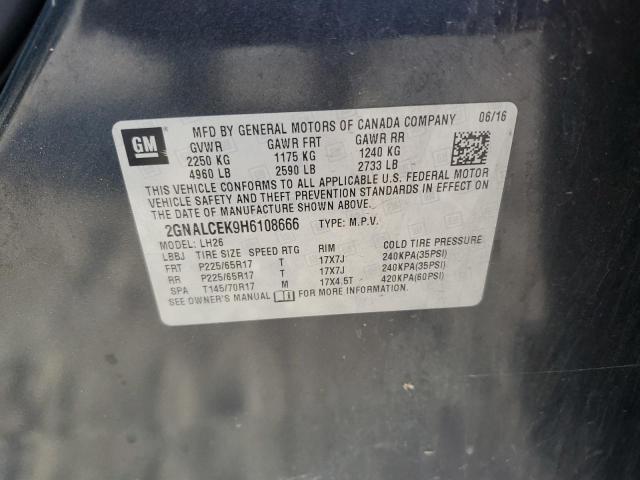 GM MFD BY GENERAL MOTORS OF CANADA COMPANY 06/16
GVWR GAWR FRT GAWR RR
2250 KG 1175 KG 1240 KG
4960 LB 2590 LB 2733 LB
THIS VEHICLE CONFORMS TO ALL APPLICABLE U.S. FEDERAL MOTOR
VEHICLE SAFETY AND THEFT PREVENTION STANDARDS IN EFFECT ON
THE DATE OF MANUFACTURE SHOWN ABOVE.
2GNALCEK9H6108666 TYPE: M.P.V.
MODEL: LH26
LBBJ TIRE SIZE SPEED RTG RIM COLD TIRE PRESSURE
FRT P225/65R17 T 17X7J 240KPA(35PSI)
RR P225/65R17 T 17X7J 240KPA(35PSI)
SPA T145/70R17 M 17X4.5T 420KPA(60PSI)
SEE OWNER'S MANUAL FOR MORE INFORMATION.